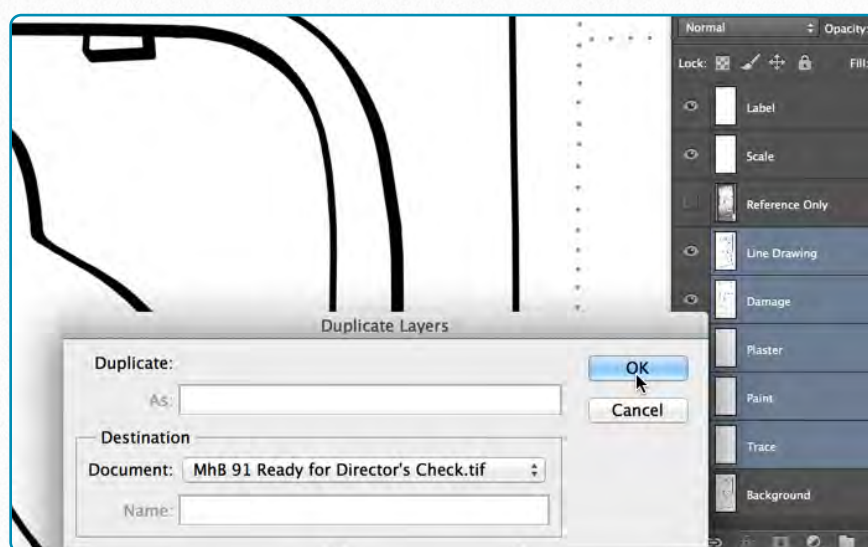 Normal Opacity:
Lock: Fill:
Label
Scale
Reference Only
Line Drawing
Damage
Plaster
Paint
Trace
Background
Duplicate Layers
Duplicate:
As:
OK
Cancel
Destination
Document: MhB 91 Ready for Director's Check.tif
Name: